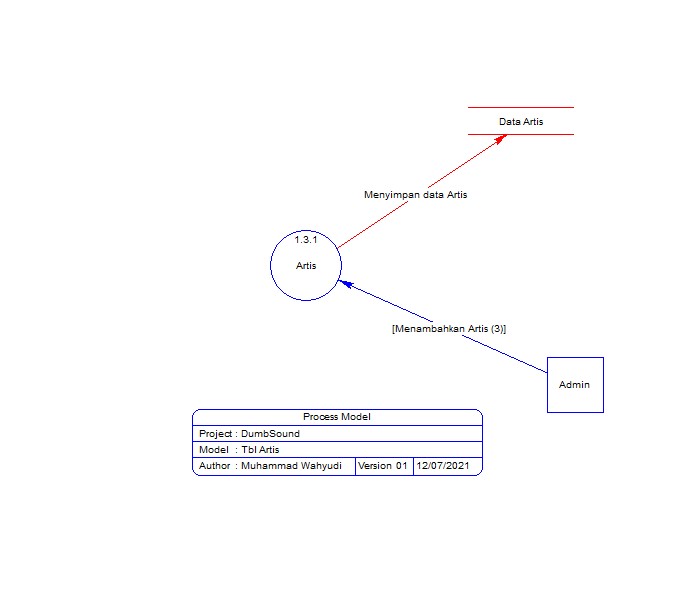 Data Artis
Menyimpan data Artis
1.3.1
Artis
[Menambahkan Artis (3)]
Admin
Process Model
Project : DumbSound
Model : Tbl Artis
Author : Muhammad Wahyudi Version 01 12/07/2021